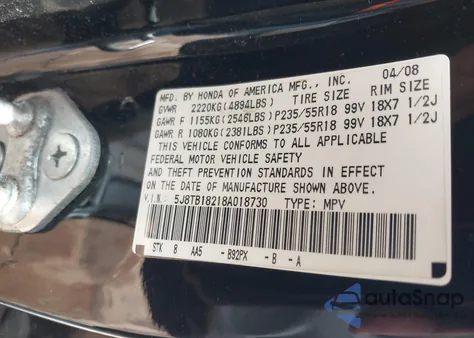 MFD. BY HONDA OF AMERICA MFG., INC. 04/08
GVWR 2220KG(4894LBS) TIRE SIZE RIM SIZE
GAWR F 1155KG(2546LBS)P235/55R18 99V 18X7 1/2J
GAWR R 1080KG(2381LBS)P235/55R18 99V 18X7 1/2J
THIS VEHICLE CONFORMS TO ALL APPLICABLE
FEDERAL MOTOR VEHICLE SAFETY
AND THEFT PREVENTION STANDARDS IN EFFECT
ON THE DATE OF MANUFACTURE SHOWN ABOVE.
V.I.N.: 5J8TB18218A018730 TYPE: MPV
STK 8 AA5 -B92PX -B -A
autoSnap